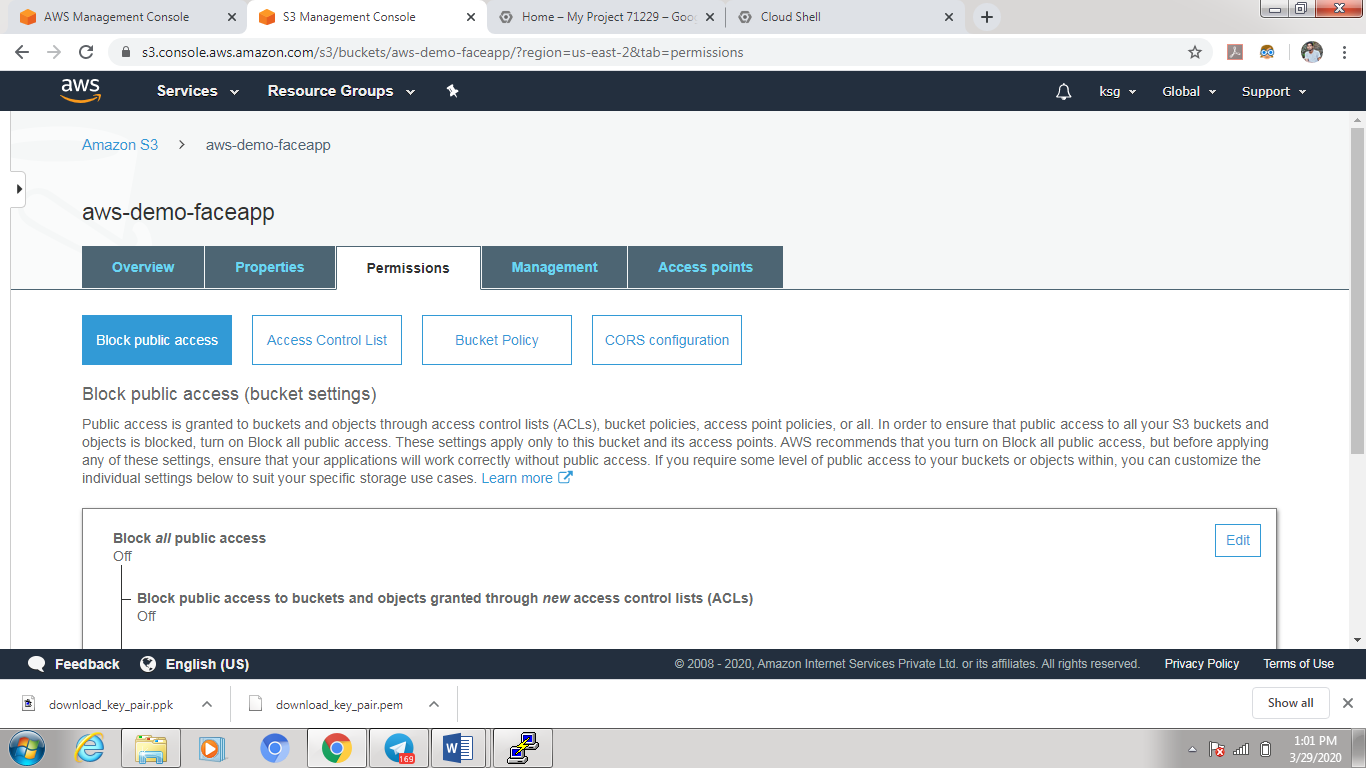 AWS Management Console
S3 Management Console
Home – My Project 71229 – Goo
Cloud Shell
s3.console.aws.amazon.com/s3/buckets/aws-demo-faceapp/?region=us-east-2&tab=permissions
aws Services Resource Groups ksg Global Support
Amazon S3 > aws-demo-faceapp
aws-demo-faceapp
Overview Properties Permissions Management Access points
Block public access Access Control List Bucket Policy CORS configuration
Block public access (bucket settings)
Public access is granted to buckets and objects through access control lists (ACLs), bucket policies, access point policies, or all. In order to ensure that public access to all your S3 buckets and
objects is blocked, turn on Block all public access. These settings apply only to this bucket and its access points. AWS recommends that you turn on Block all public access, but before applying
any of these settings, ensure that your applications will work correctly without public access. If you require some level of public access to your buckets or objects within, you can customize the
individual settings below to suit your specific storage use cases. Learn more
Block all public access
Edit
Off
Block public access to buckets and objects granted through new access control lists (ACLs)
Off
Feedback English (US) © 2008 - 2020, Amazon Internet Services Private Ltd. or its affiliates. All rights reserved. Privacy Policy Terms of Use
download_key_pair.ppk download_key_pair.pem Show all
169
1:01 PM
3/29/2020